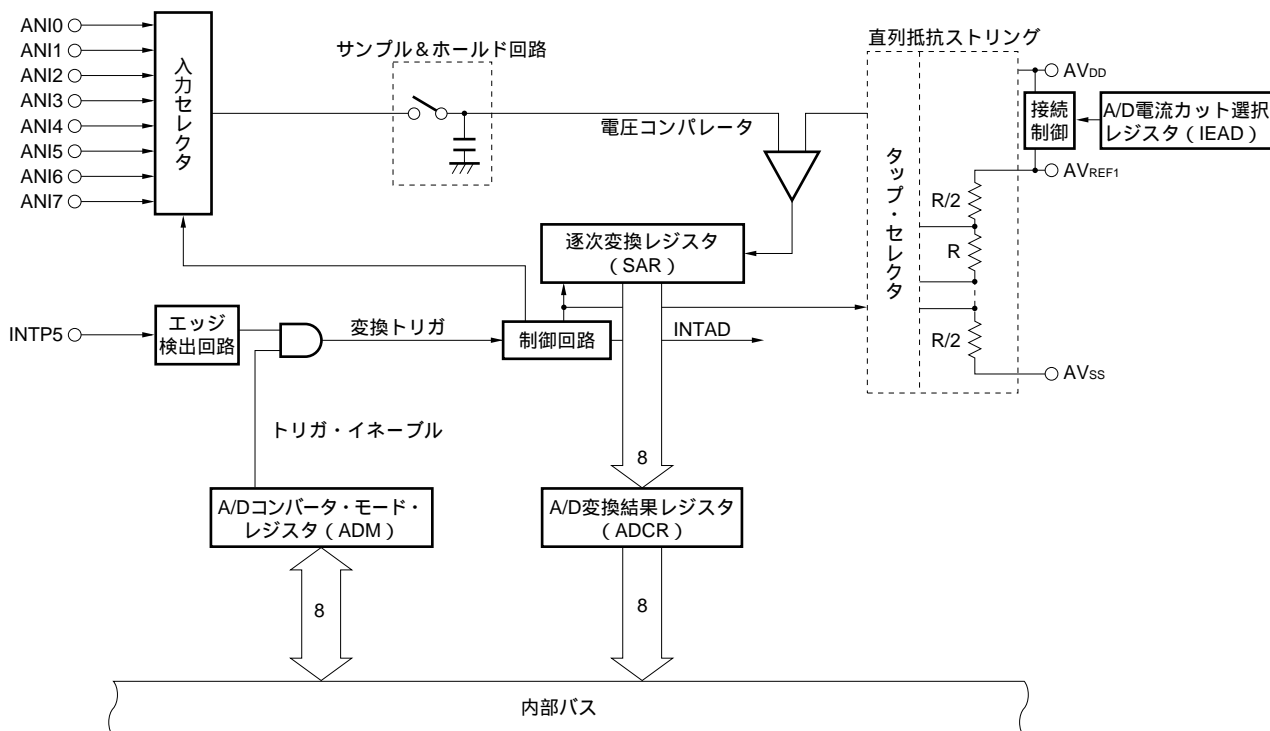 ANI0
ANI1
ANI2
ANI3
ANI4
ANI5
ANI6
ANI7
入力セレクタ
サンプル＆ホールド回路
電圧コンパレータ
直列抵抗ストリング
タップ・セレクタ
AVDD
接続
制御
A/D電流カット選択
レジスタ（IEAD）
AVREF1
R/2
R
R/2
AVSS
逐次変換レジスタ
（SAR）
INTP5
エッジ
検出回路
変換トリガ
制御回路
INTAD
トリガ・イネーブル
8
A/Dコンバータ・モード・
レジスタ（ADM）
A/D変換結果レジスタ
（ADCR）
8
8
内部バス